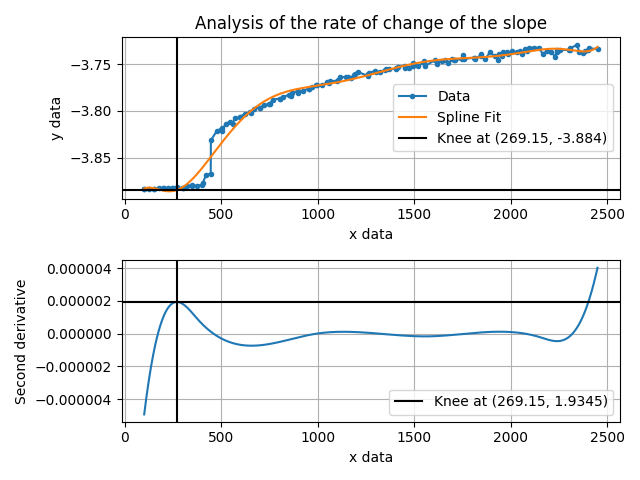 Analysis of the rate of change of the slope
y data
−3.75
−3.80
−3.85
Data
Spline Fit
Knee at (269.15, -3.884)
0
500
1000
1500
2000
2500
x data
Second derivative
0.000004
0.000002
0.000000
−0.000002
−0.000004
Knee at (269.15, 1.9345)
0
500
1000
1500
2000
2500
x data